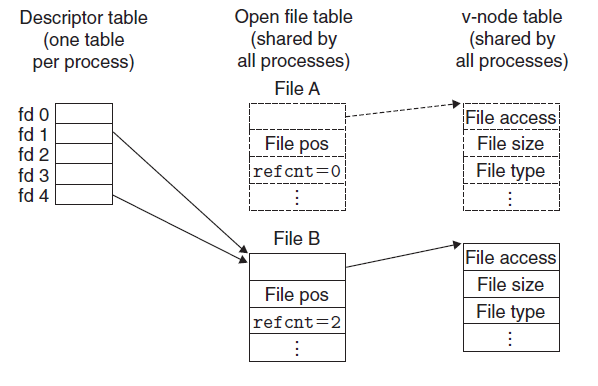 Descriptor table
(one table
per process)
Open file table
(shared by
all processes)
v-node table
(shared by
all processes)
fd 0
fd 1
fd 2
fd 3
fd 4
File A
File pos
refcnt=0
⋮
File access
File size
File type
⋮
File B
File pos
refcnt=2
⋮
File access
File size
File type
⋮